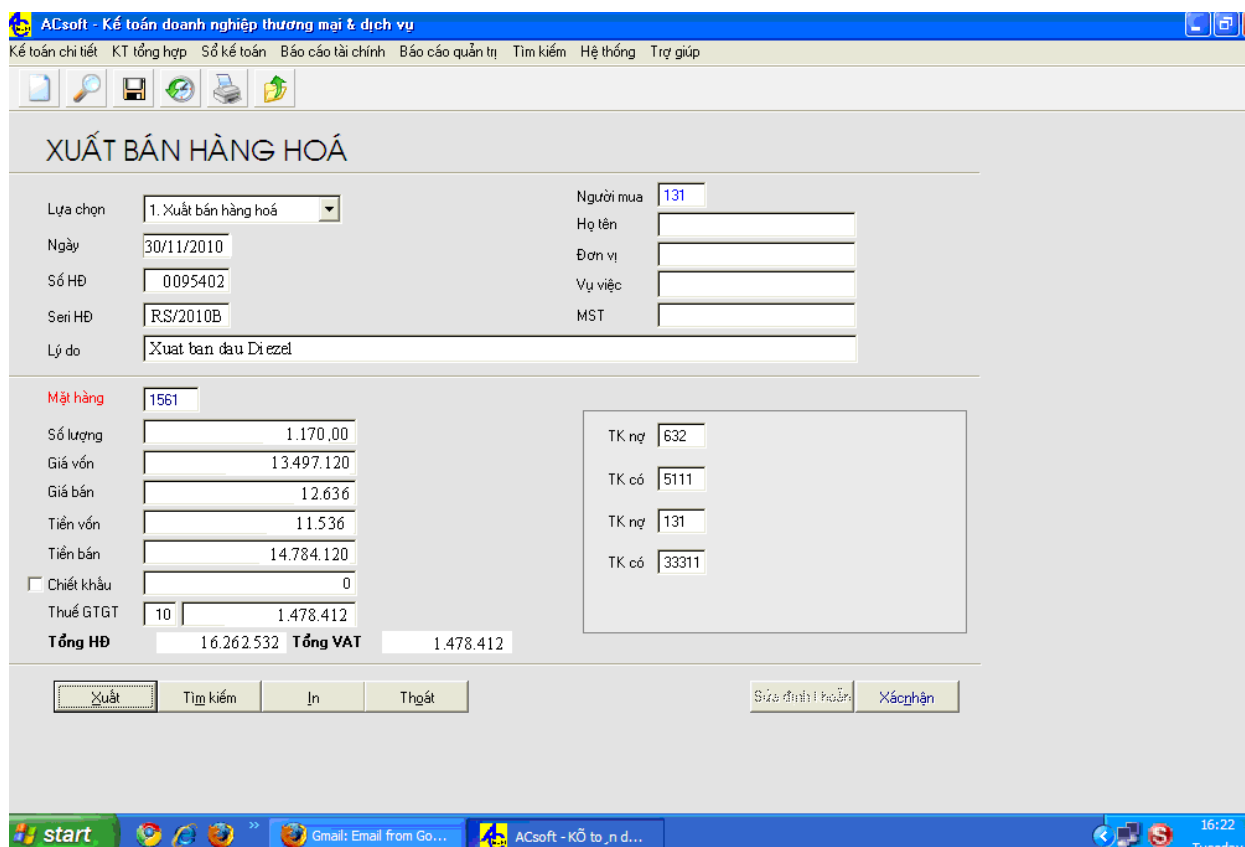 ACsoft - Kế toán doanh nghiệp thương mại & dịch vụ
Kế toán chi tiết KT tổng hợp Sổ kế toán Báo cáo tài chính Báo cáo quản trị Tìm kiếm Hệ thống Trợ giúp
XUẤT BÁN HÀNG HOÁ
Lựa chọn 1. Xuất bán hàng hoá
Người mua 131
Họ tên
Ngày 30/11/2010
Đơn vị
Số HĐ 0095402
Vụ việc
Seri HĐ RS/2010B
MST
Lý do Xuat ban dau Diezel
Mặt hàng 1561
Số lượng 1.170,00
TK nợ 632
Giá vốn 13.497.120
TK có 5111
Giá bán 12.636
Tiền vốn 11.536
TK nợ 131
Tiền bán 14.784.120
TK có 33311
Chiết khấu 0
Thuế GTGT 10 1.478.412
Tổng HĐ 16.262.532 Tổng VAT 1.478.412
Xuất Tìm kiếm In Thoát Sửa định khoản Xác nhận
start Gmail: Email from Go... ACsoft - KÕ to¸n d... 16:22
Tuesday